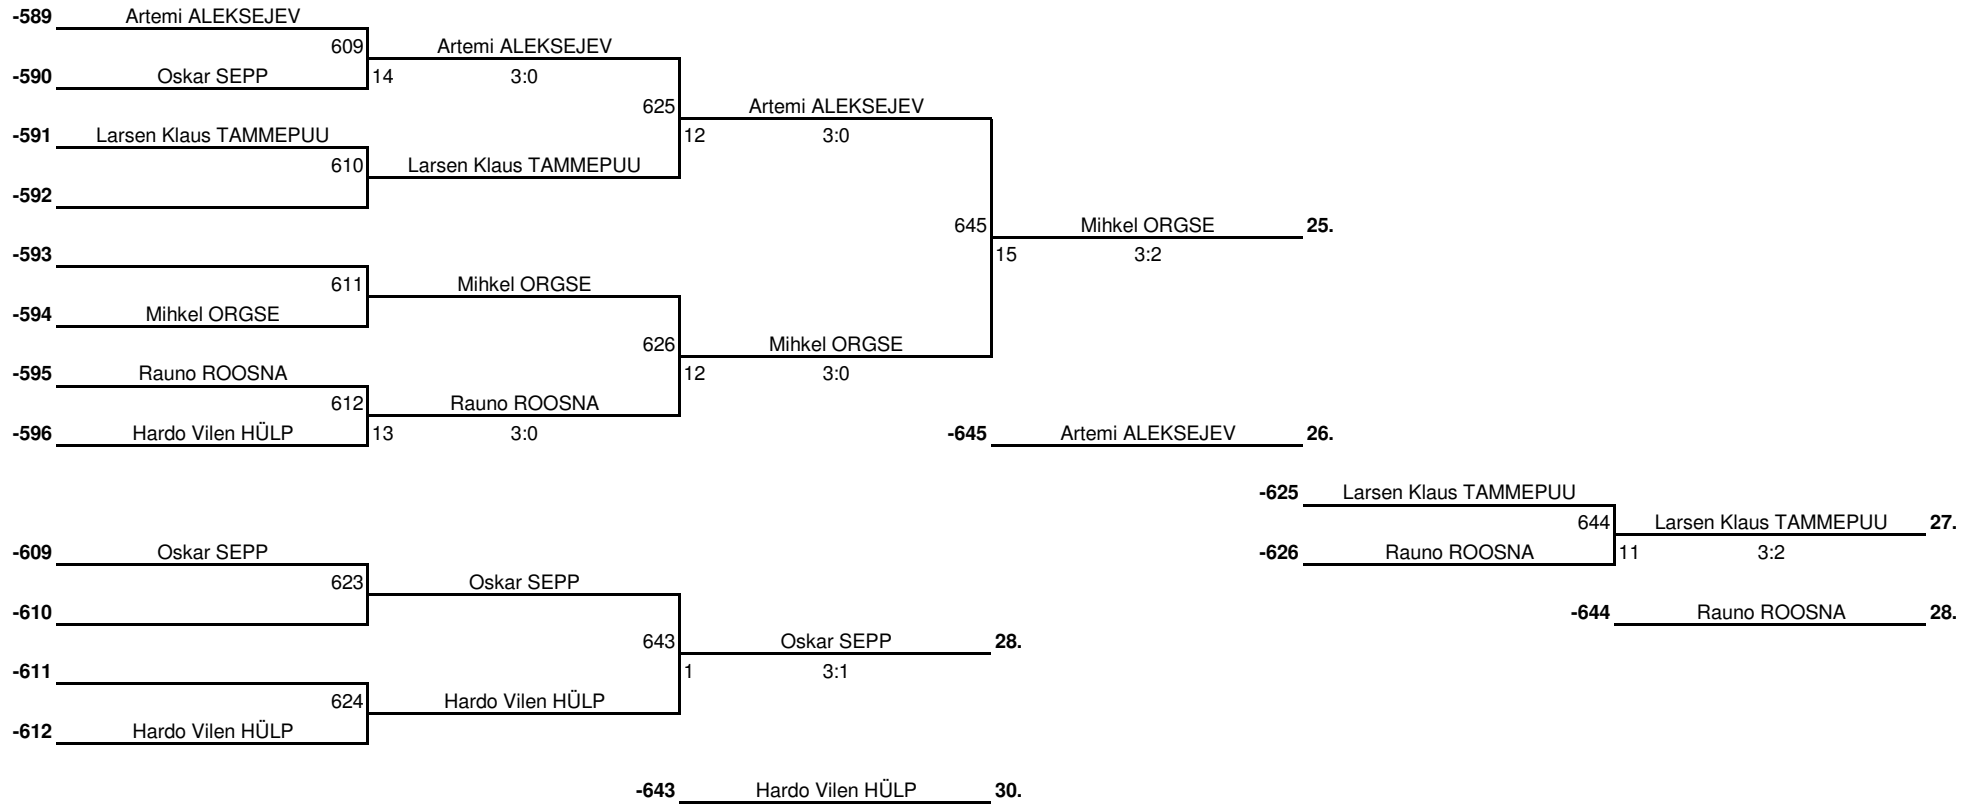 -589 Artemi ALEKSEJEV
609 Artemi ALEKSEJEV
-590 Oskar SEPP 14 3:0
625 Artemi ALEKSEJEV
-591 Larsen Klaus TAMMEPUU 12 3:0
610 Larsen Klaus TAMMEPUU
-592
645 Mihkel ORGSE 25.
-593 15 3:2
611 Mihkel ORGSE
-594 Mihkel ORGSE
626 Mihkel ORGSE
-595 Rauno ROOSNA 12 3:0
612 Rauno ROOSNA
-596 Hardo Vilen HÜLP 13 3:0 -645 Artemi ALEKSEJEV 26.
-625 Larsen Klaus TAMMEPUU
644 Larsen Klaus TAMMEPUU 27.
-609 Oskar SEPP -626 Rauno ROOSNA 11 3:2
623 Oskar SEPP
-610 -644 Rauno ROOSNA 28.
643 Oskar SEPP 28.
-611 1 3:1
624 Hardo Vilen HÜLP
-612 Hardo Vilen HÜLP
-643 Hardo Vilen HÜLP 30.